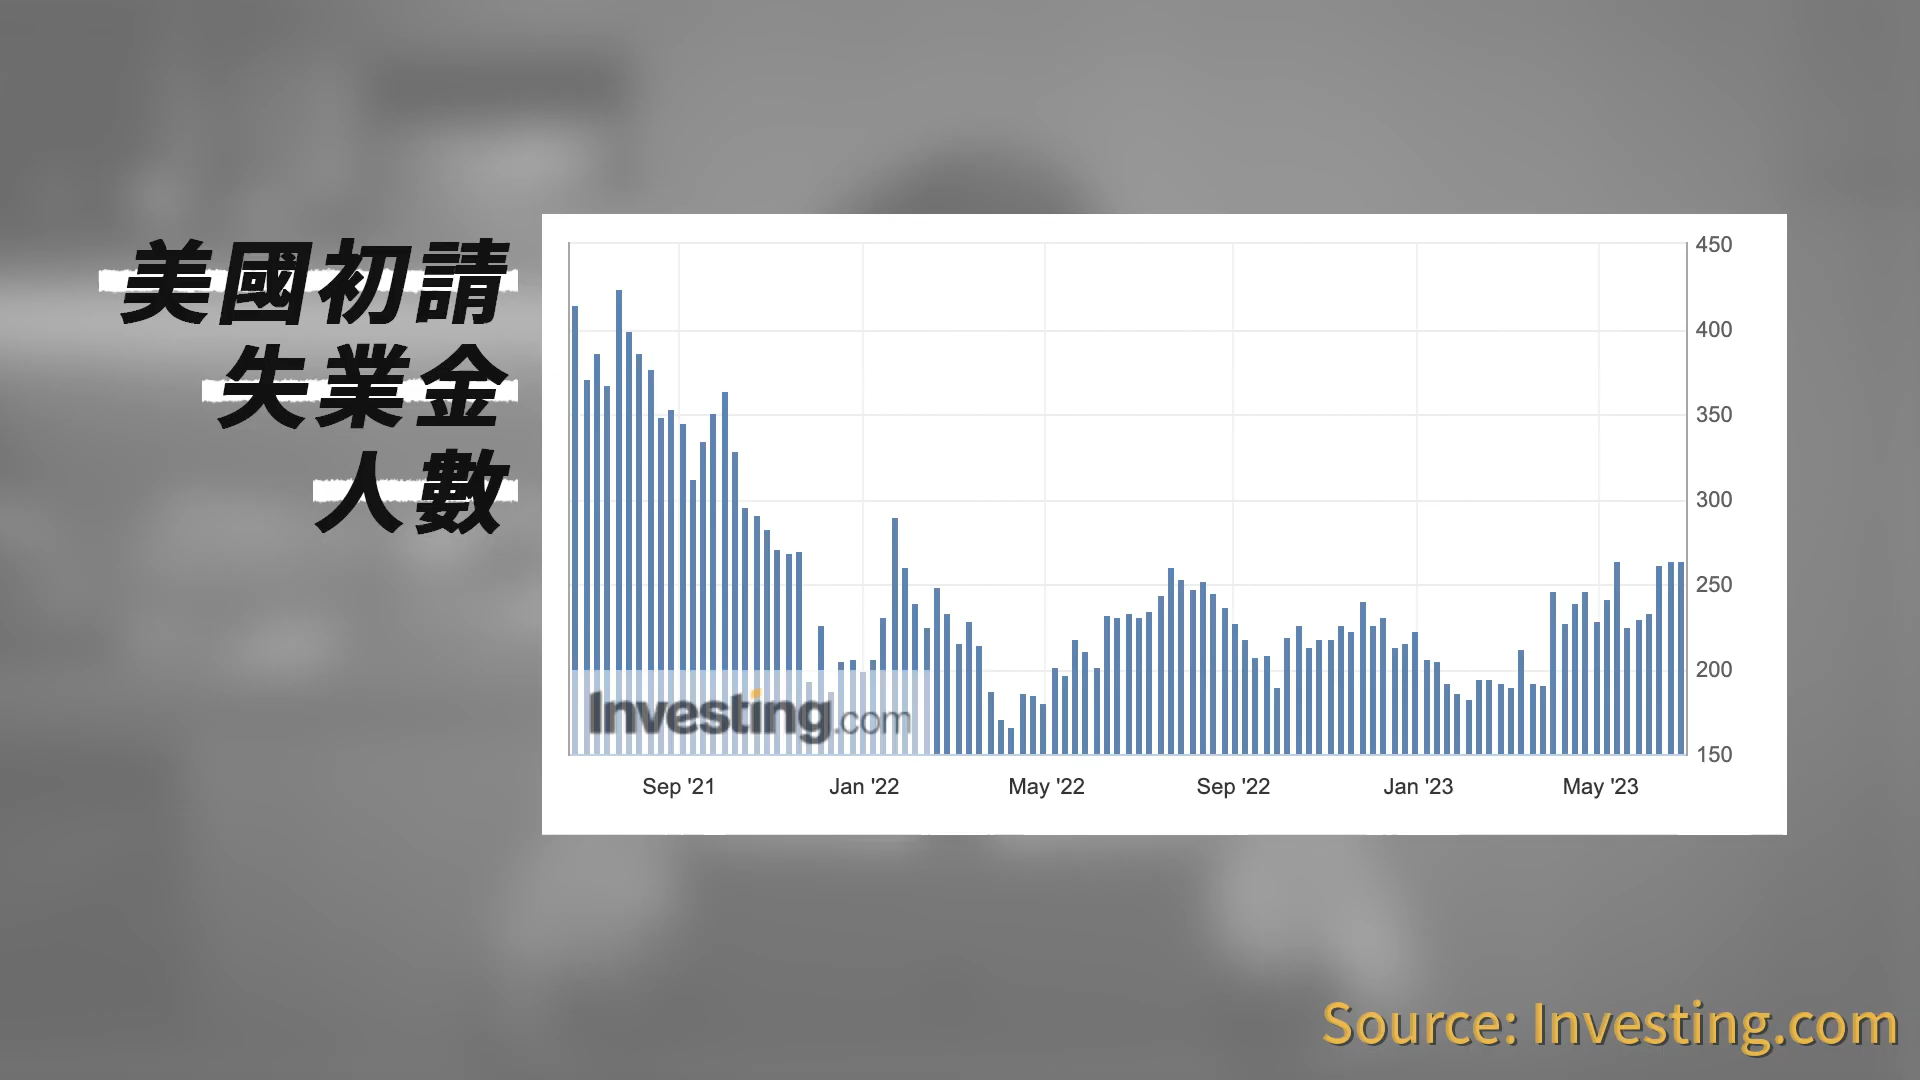 美國初請
失業金
人數
450
400
350
300
250
200
150
Investing.com
Sep '21
Jan '22
May '22
Sep '22
Jan '23
May '23
Source: Investing.com